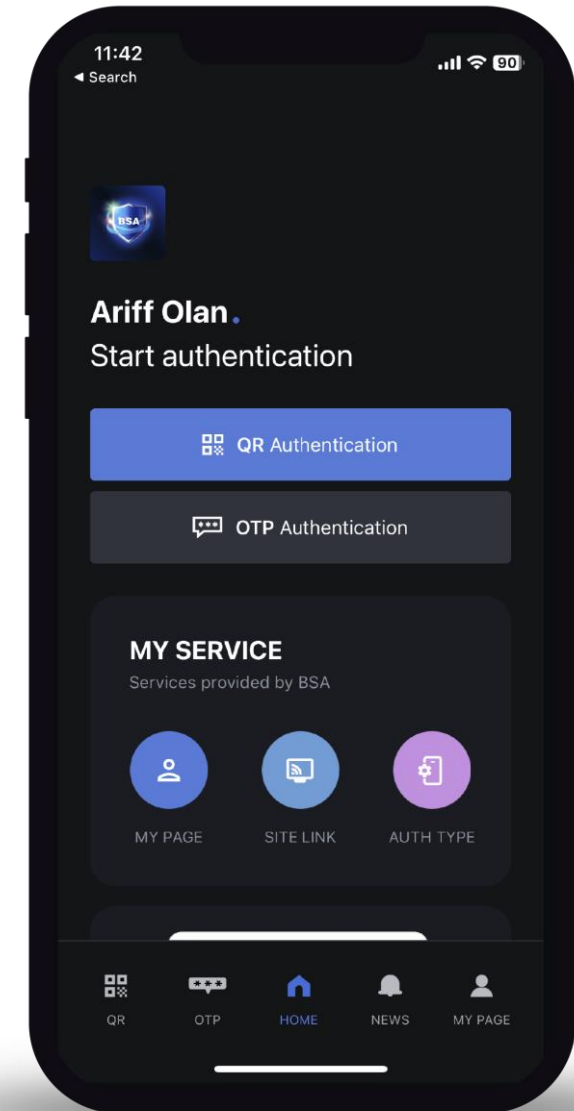 11:42
90
◀ Search
BSA
Ariff Olan.
Start authentication
QR Authentication
OTP Authentication
MY SERVICE
Services provided by BSA
MY PAGE SITE LINK AUTH TYPE
QR OTP HOME NEWS MY PAGE